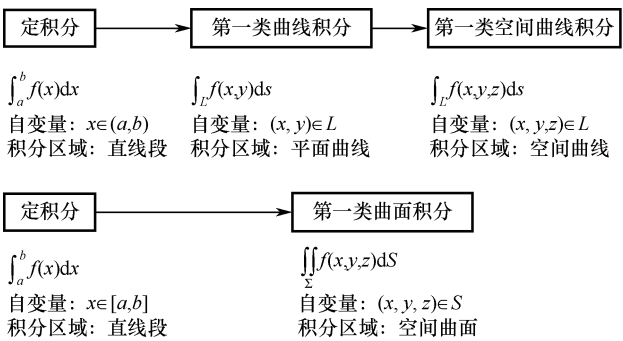 定积分 第一类曲线积分 第一类空间曲线积分
∫_a^b f(x)dx ∫_L f(x,y)ds ∫_L f(x,y,z)ds
自变量：x∈(a,b) 自变量：(x, y)∈L 自变量：(x, y,z)∈L
积分区域：直线段 积分区域：平面曲线 积分区域：空间曲线
定积分 第一类曲面积分
∫_a^b f(x)dx ∬_Σ f(x,y,z)dS
自变量：x∈[a,b] 自变量：(x, y, z)∈S
积分区域：直线段 积分区域：空间曲面